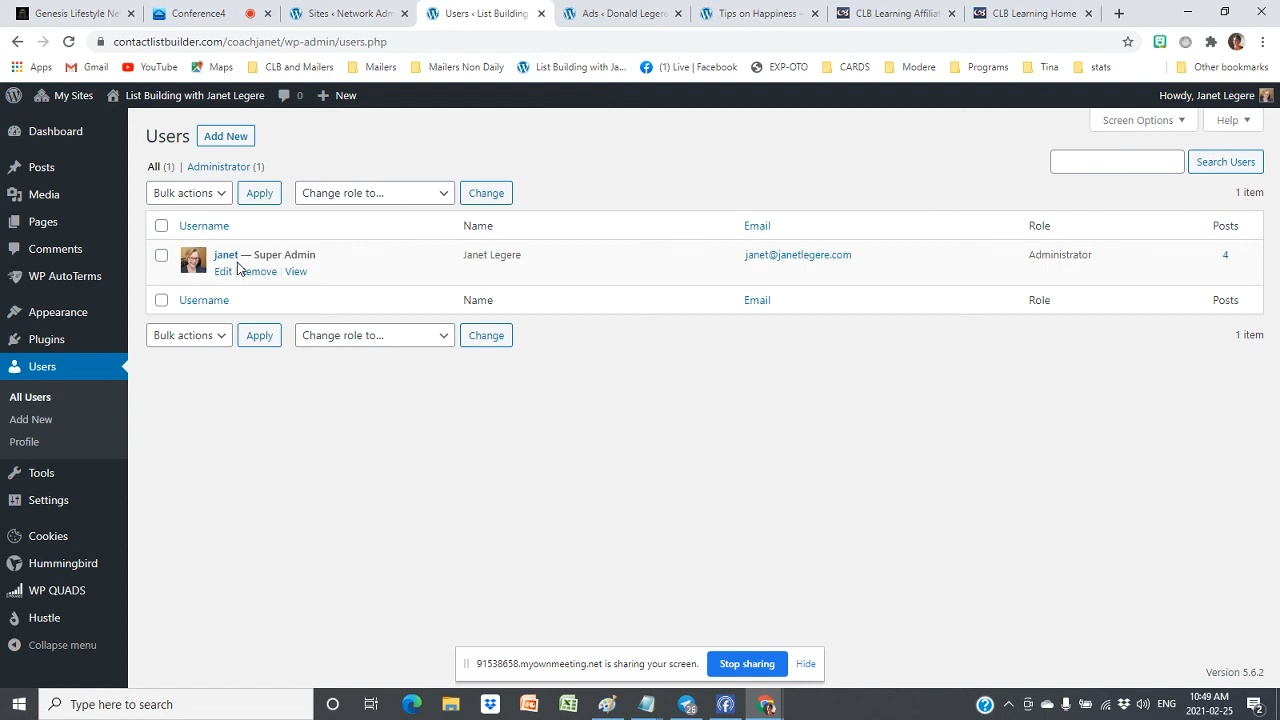 Genesis Lifestyle Ne
Conference4
Sites ‹ Network Adm
Users ‹ List Building
Ads ‹ Donald Legere
Tips on Happiness –
CLB Learning Affiliat
CLB Learning Home
contactlistbuilder.com/coachjanet/wp-admin/users.php
Apps
Gmail
YouTube
Maps
CLB and Mailers
Mailers
Mailers Non Daily
List Building with Ja...
(1) Live | Facebook
EXP-OTO
CARDS
Modere
Programs
Tina
stats
Other bookmarks
My Sites
List Building with Janet Legere
0
New
Howdy, Janet Legere
Dashboard
Posts
Media
Pages
Comments
WP AutoTerms
Appearance
Plugins
Users
All Users
Add New
Profile
Tools
Settings
Cookies
Hummingbird
WP QUADS
Hustle
Collapse menu
Screen Options
Help
Users
Add New
All (1) | Administrator (1)
Search Users
Bulk actions
Apply
Change role to...
Change
1 item
Username
Name
Email
Role
Posts
janet — Super Admin
Janet Legere
janet@janetlegere.com
Administrator
4
Edit | Remove | View
Username
Name
Email
Role
Posts
Bulk actions
Apply
Change role to...
Change
1 item
91538658.myownmeeting.net is sharing your screen.
Stop sharing
Hide
Version 5.6.2
Type here to search
26
ENG
10:49 AM
2021-02-25